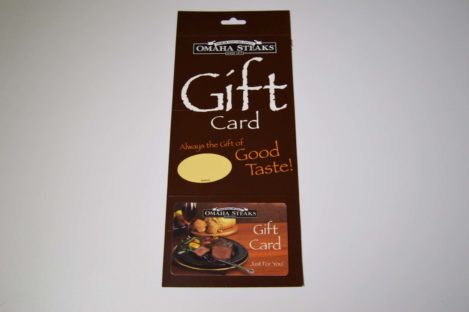 OMAHA STEAKS
Gift
Card
Always the Gift of
Good
Taste!
OMAHA STEAKS
Gift
Card
Just For You!